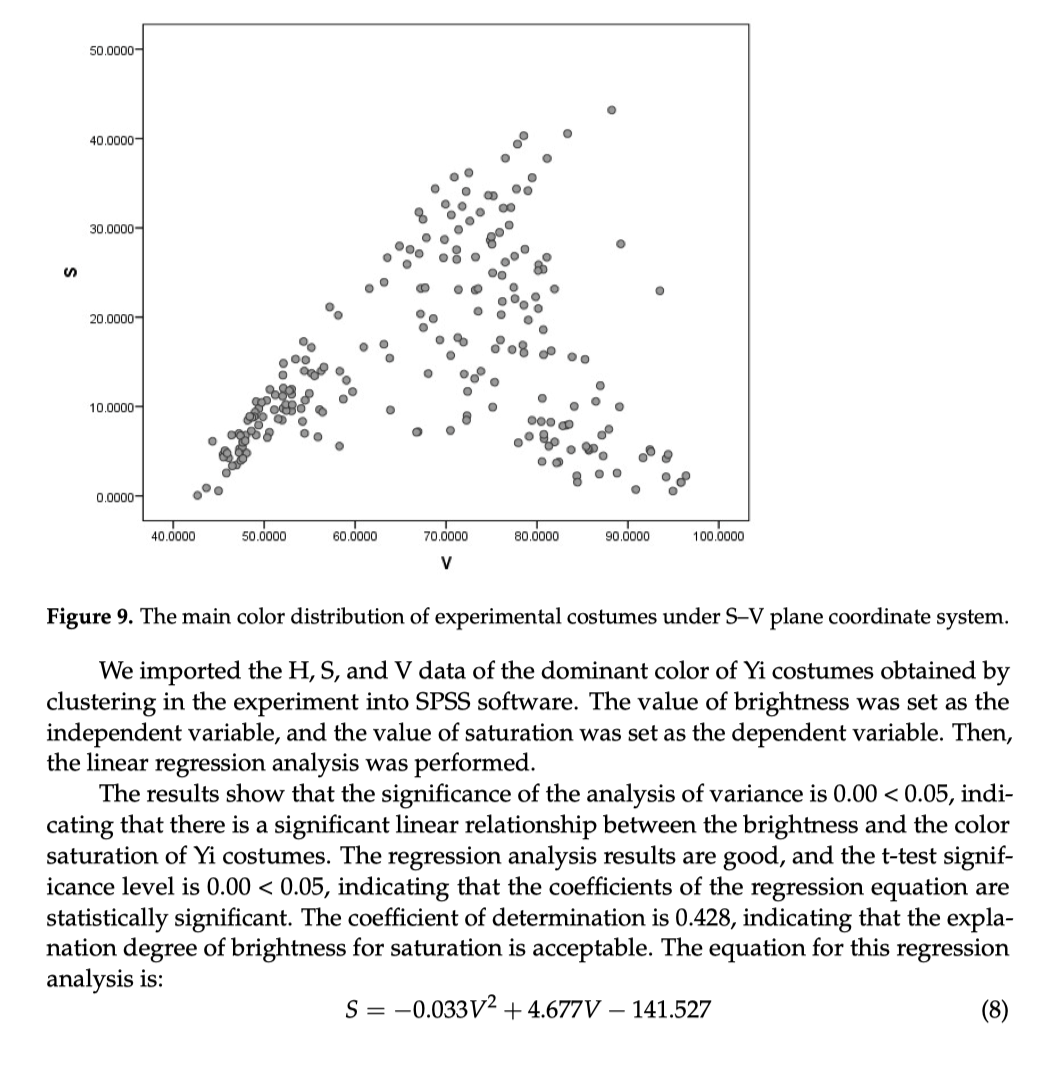 50.0000
40.0000
30.0000
S
20.0000
10.0000
0.0000
40.0000 50.0000 60.0000 70.0000 80.0000 90.0000 100.0000
V
Figure 9. The main color distribution of experimental costumes under S–V plane coordinate system.
We imported the H, S, and V data of the dominant color of Yi costumes obtained by
clustering in the experiment into SPSS software. The value of brightness was set as the
independent variable, and the value of saturation was set as the dependent variable. Then,
the linear regression analysis was performed.
The results show that the significance of the analysis of variance is 0.00 < 0.05, indi-
cating that there is a significant linear relationship between the brightness and the color
saturation of Yi costumes. The regression analysis results are good, and the t-test signif-
icance level is 0.00 < 0.05, indicating that the coefficients of the regression equation are
statistically significant. The coefficient of determination is 0.428, indicating that the expla-
nation degree of brightness for saturation is acceptable. The equation for this regression
analysis is:
S = −0.033V² + 4.677V − 141.527 (8)